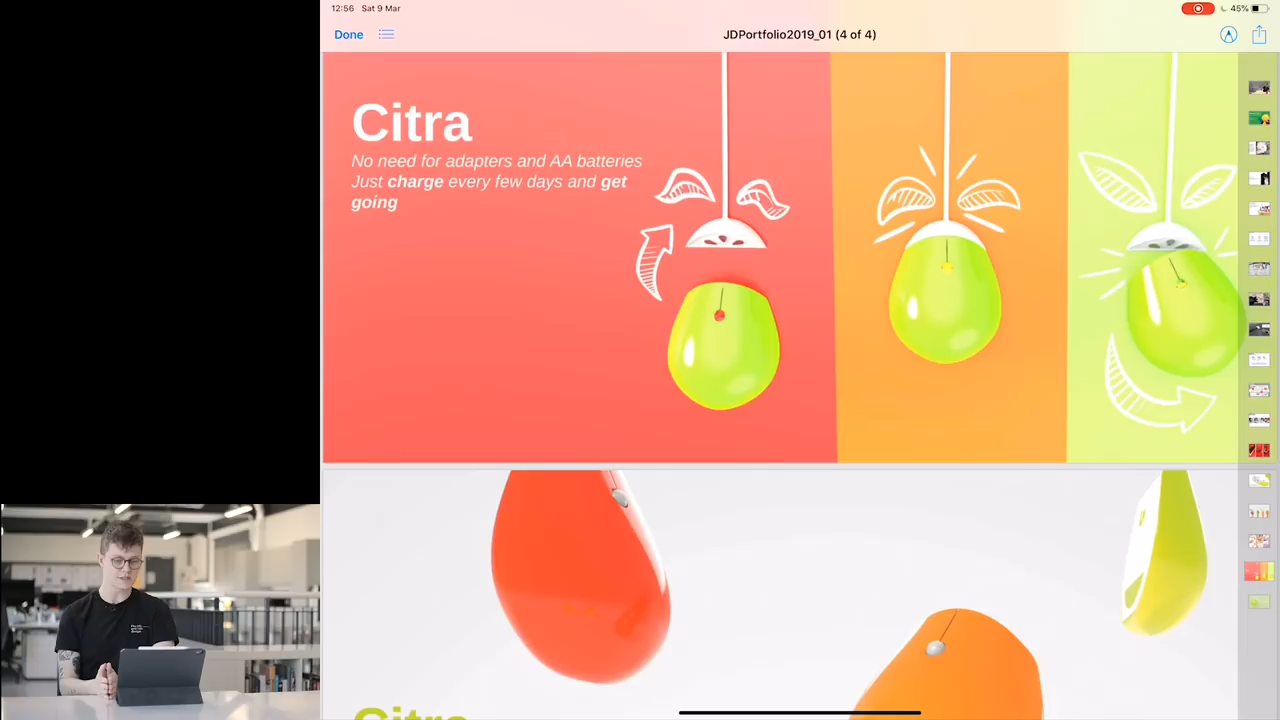 12:56 Sat 9 Mar
45%
Done
JDPortfolio2019_01 (4 of 4)
Citra
No need for adapters and AA batteries
Just charge every few days and get
going
Citra